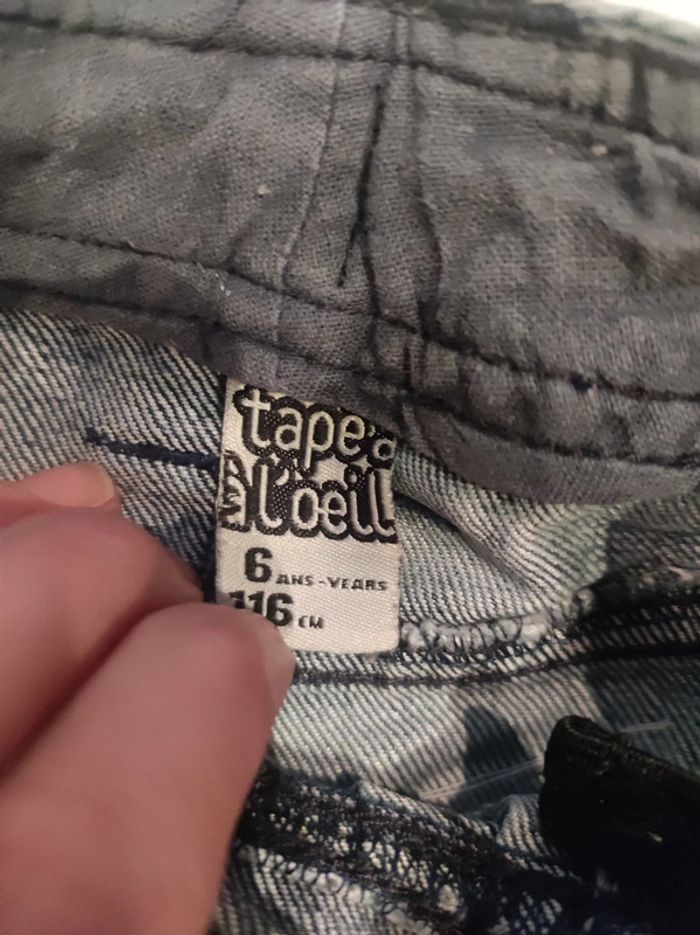 tape à
l'oeil
6 ANS - YEARS
116 CM